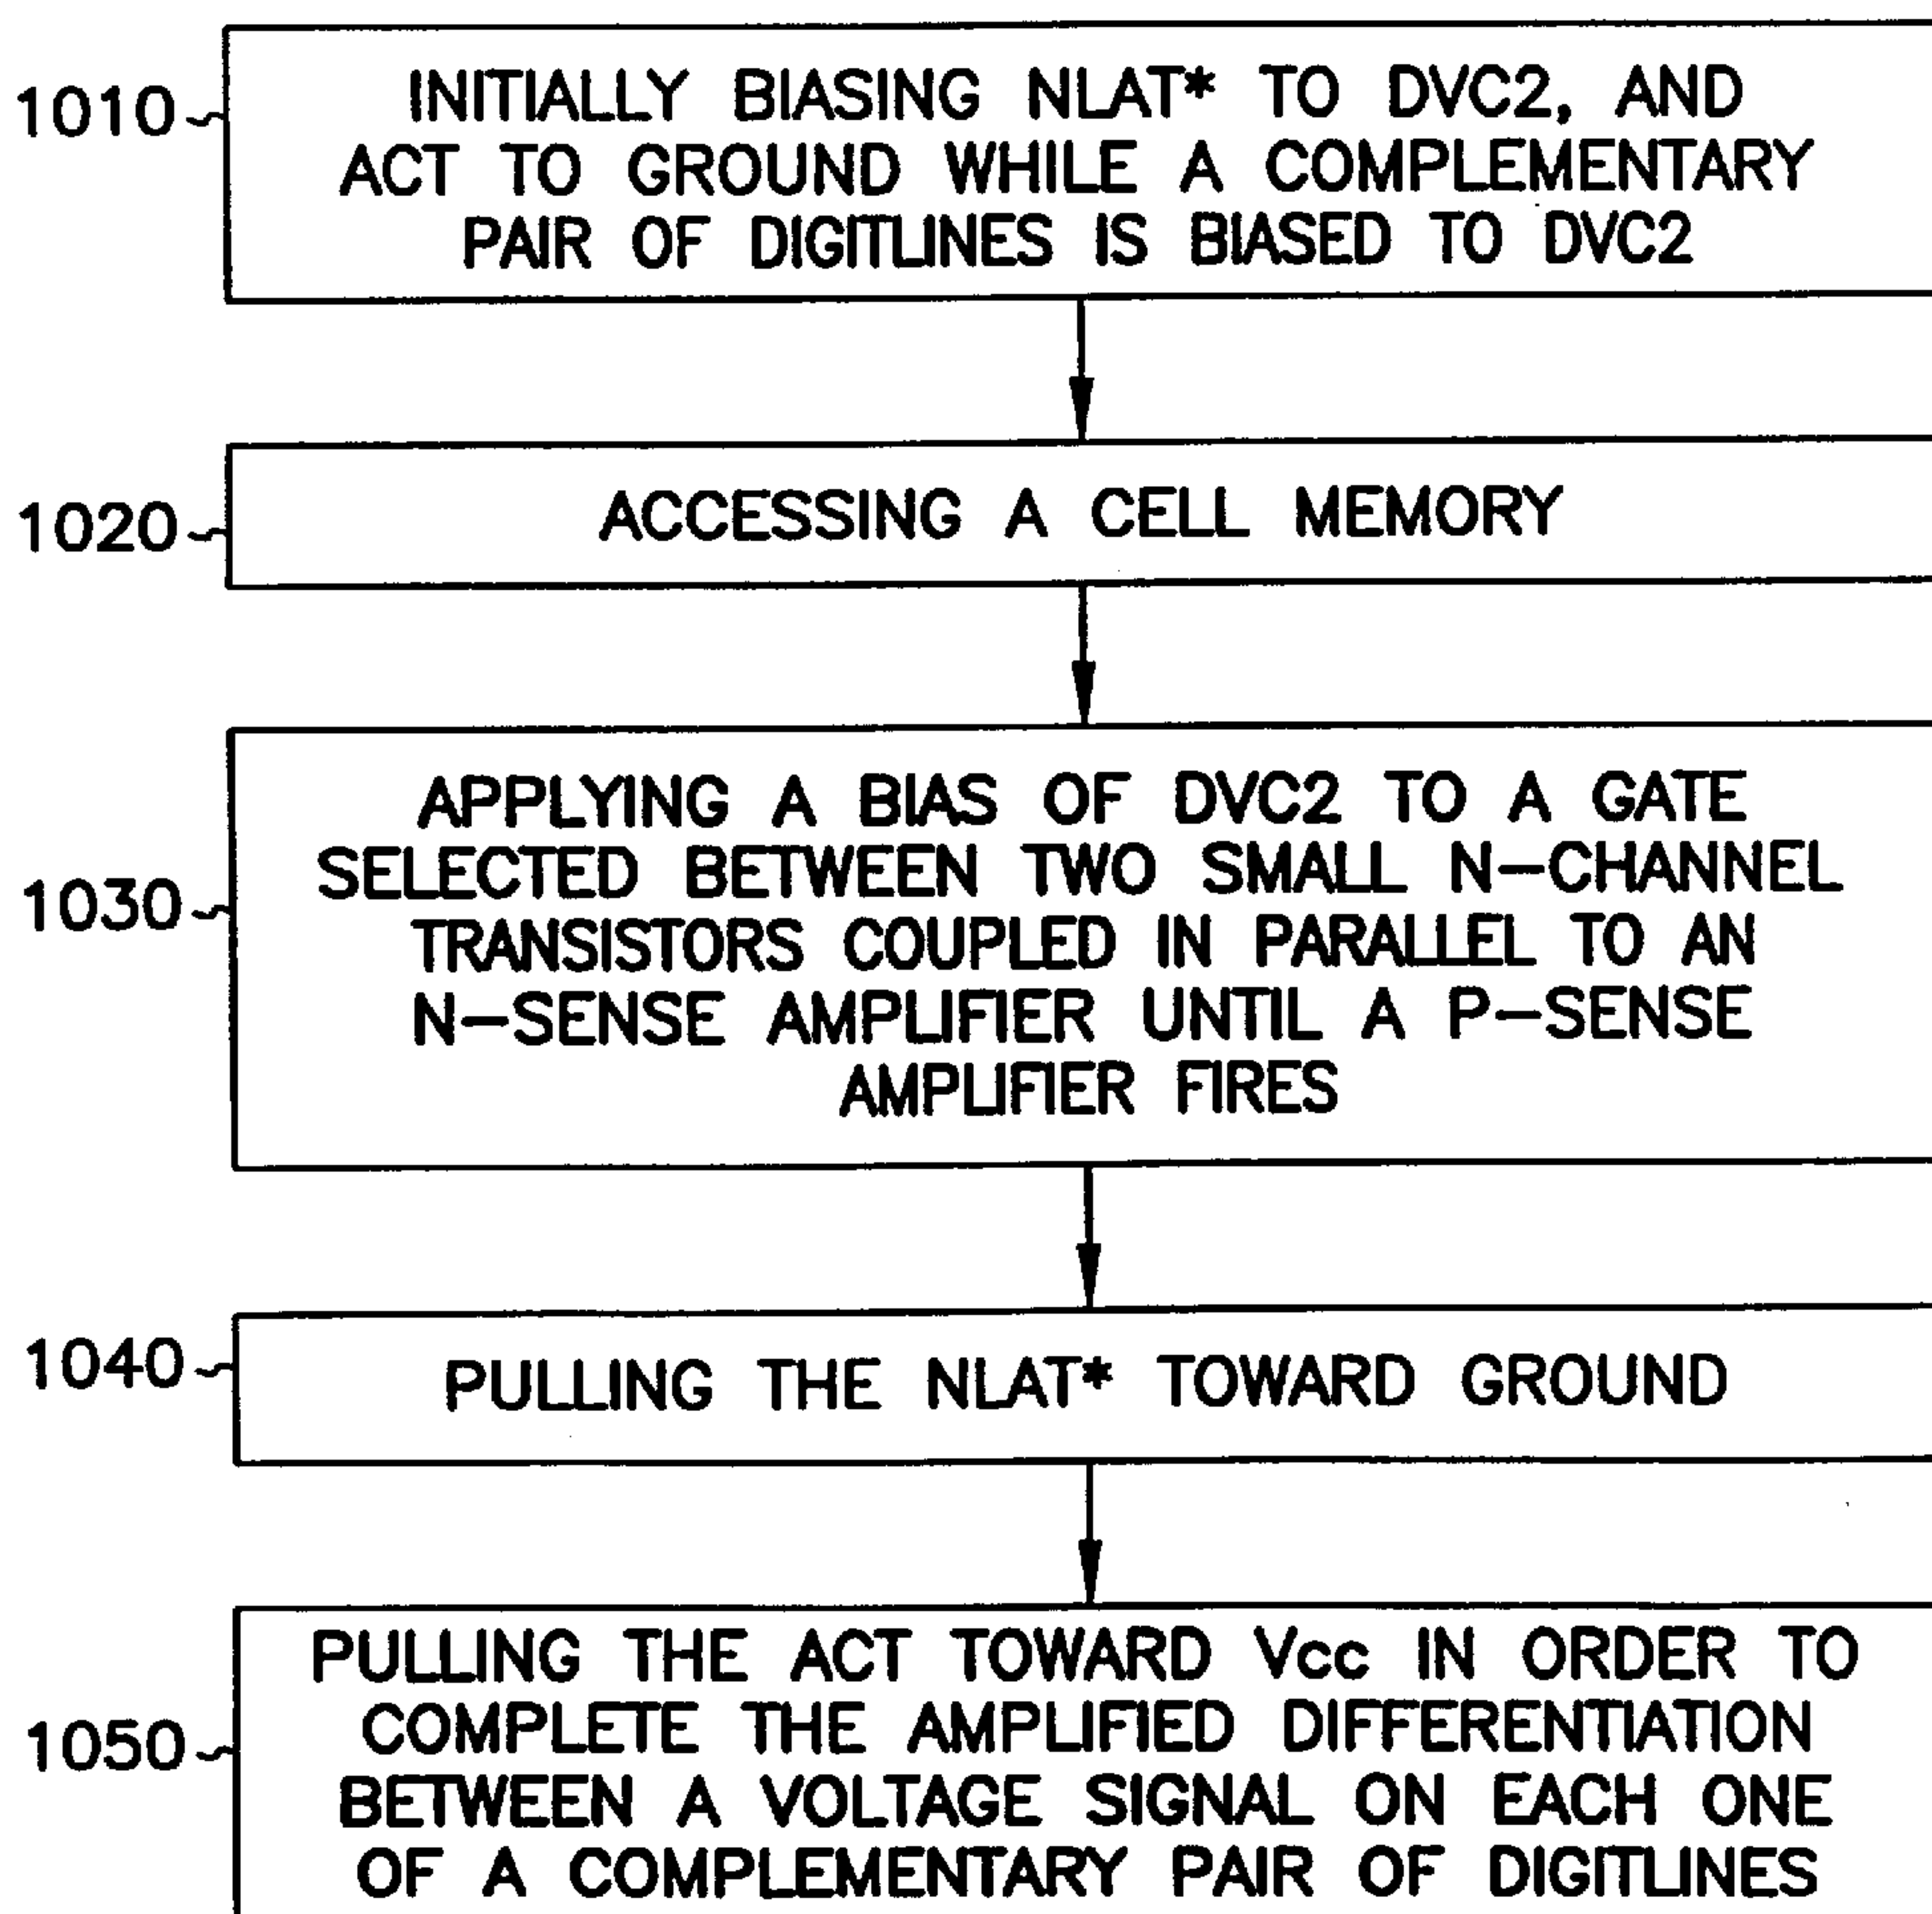 1010
INITIALLY BIASING NLAT* TO DVC2, AND
ACT TO GROUND WHILE A COMPLEMENTARY
PAIR OF DIGITLINES IS BIASED TO DVC2
1020
ACCESSING A CELL MEMORY
1030
APPLYING A BIAS OF DVC2 TO A GATE
SELECTED BETWEEN TWO SMALL N-CHANNEL
TRANSISTORS COUPLED IN PARALLEL TO AN
N-SENSE AMPLIFIER UNTIL A P-SENSE
AMPLIFIER FIRES
1040
PULLING THE NLAT* TOWARD GROUND
1050
PULLING THE ACT TOWARD Vcc IN ORDER TO
COMPLETE THE AMPLIFIED DIFFERENTIATION
BETWEEN A VOLTAGE SIGNAL ON EACH ONE
OF A COMPLEMENTARY PAIR OF DIGITLINES